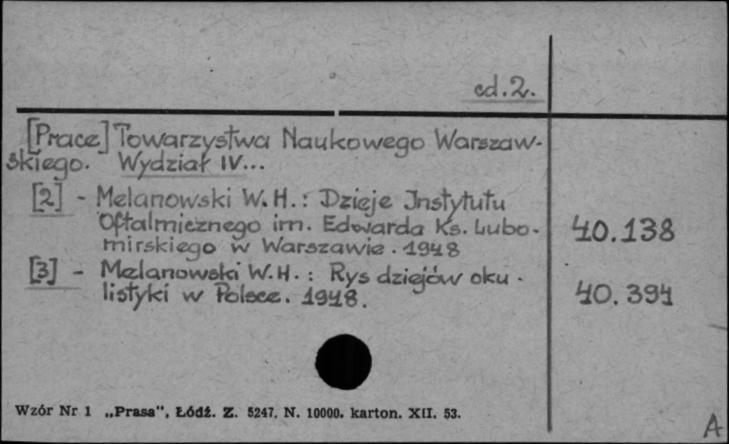 cd.2.
[Prace] Towarzystwa Naukowego Warszaw-
skiego. Wydział IV...
[2] - Melanowski W.H.: Dzieje Instytutu
Oftalmicznego im. Edwarda Ks. Lubo-
mirskiego w Warszawie. 1948
40.138
[3] - Melanowski W.H.: Rys dziejów oku-
listyki w Polsce. 1948.
40.394
Wzór Nr 1 „Prasa", Łódź. Z. 5247. N. 10000. karton. XII. 53.
A